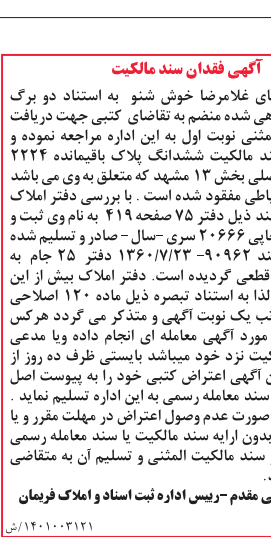 آگهی فقدان سند مالکیت
ای غلامرضا خوش شنو به استناد دو برگ
هی شده منضم به تقاضای کتبی جهت دریافت
مثنی نوبت اول به این اداره مراجعه نموده و
ند مالکیت ششدانگ پلاک باقیمانده ۲۲۲۴
صلی بخش ۱۳ مشهد که متعلق به وی می باشد
باطی مفقود شده است . با بررسی دفتر املاک
ند ذیل دفتر ۷۵ صفحه ۴۱۹ به نام وی ثبت و
چاپی ۲۰۶۶۶ سری -سال - صادر و تسلیم شده
ند ۹۰۹۶۲- ۱۳۶۰/۷/۲۳ دفتر ۲۵ جام به
قطعی گردیده است. دفتر املاک بیش از این
لذا به استناد تبصره ذیل ماده ۱۲۰ اصلاحی
تب یک نوبت آگهی و متذکر می گردد هرکس
مورد آگهی معامله ای انجام داده ویا مدعی
کیت نزد خود میباشد بایستی ظرف ده روز از
ن آگهی اعتراض کتبی خود را به پیوست اصل
سند معامله رسمی به این اداره تسلیم نماید .
صورت عدم وصول اعتراض در مهلت مقرر و یا
بدون ارایه سند مالکیت یا سند معامله رسمی
سند مالکیت المثنی و تسلیم آن به متقاضی
د.
ی مقدم -رییس اداره ثبت اسناد و املاک فریمان
۱۴۰۱۰۰۳۱۲۱/ش